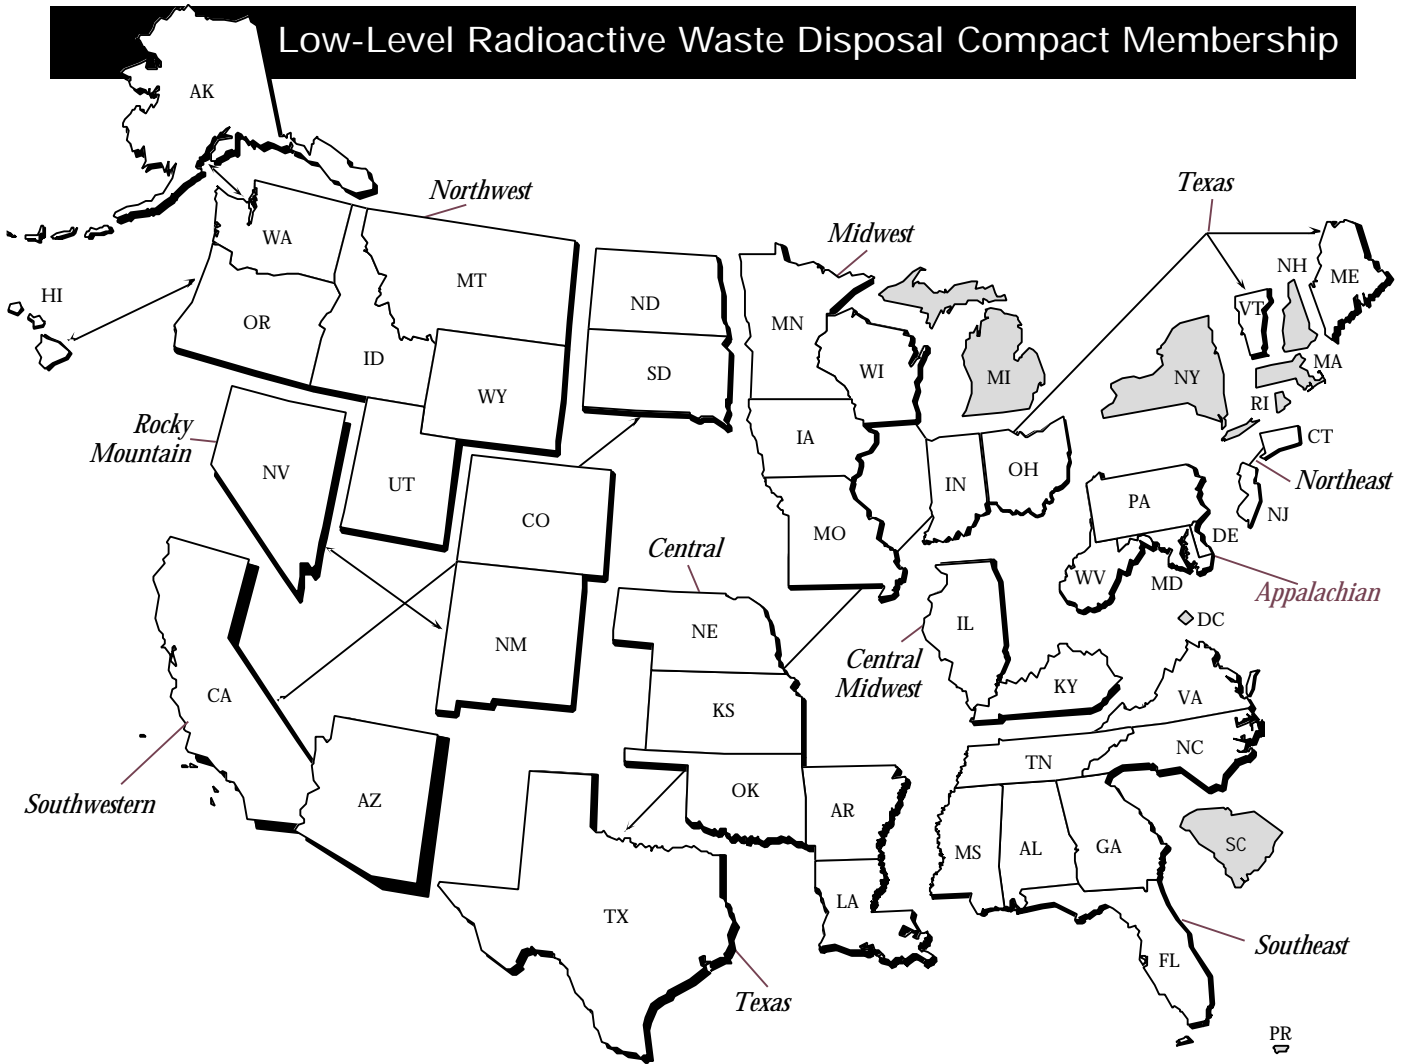 Low-Level Radioactive Waste Disposal Compact Membership
AK
Northwest
Texas
WA
Midwest
MT
HI
NH
ME
ND
VT
OR
MN
ID
SD
WI
MI
NY
MA
WY
RI
Rocky
Mountain
IA
CT
NV
UT
IN
OH
Northeast
CO
MO
PA
NJ
DE
Central
WV
MD
Appalachian
NE
IL
DC
NM
Central
Midwest
KY
CA
KS
VA
TN
NC
Southwestern
AZ
OK
AR
MS
AL
GA
SC
LA
TX
Southeast
FL
Texas
PR